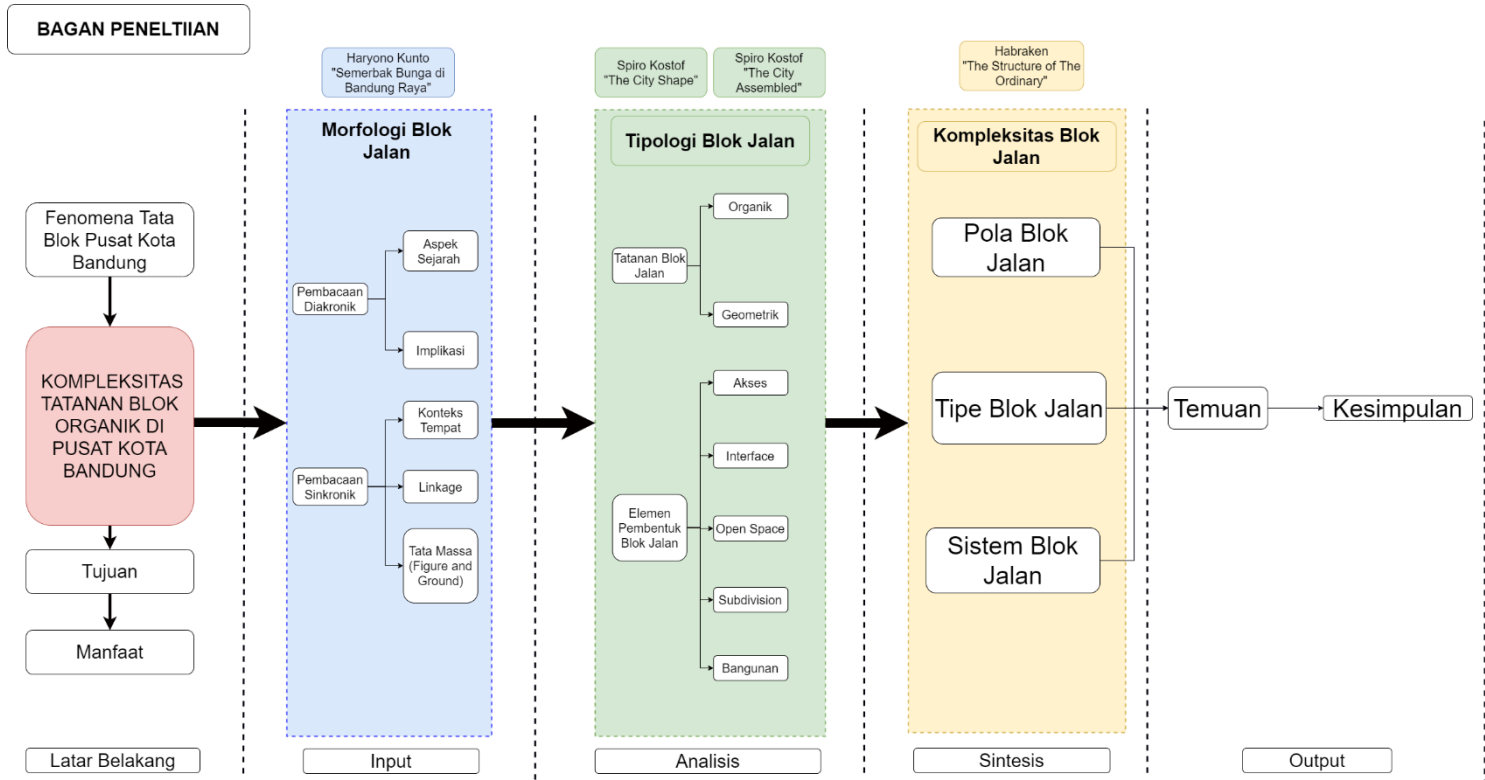 BAGAN PENELTIIAN
Fenomena Tata
Blok Pusat Kota
Bandung
KOMPLEKSITAS
TATANAN BLOK
ORGANIK DI
PUSAT KOTA
BANDUNG
Tujuan
Manfaat
Latar Belakang
Haryono Kunto
"Semerbak Bunga di
Bandung Raya"
Morfologi Blok
Jalan
Pembacaan
Diakronik
Aspek
Sejarah
Implikasi
Pembacaan
Sinkronik
Konteks
Tempat
Linkage
Tata Massa
(Figure and
Ground)
Input
Spiro Kostof
"The City Shape"
Spiro Kostof
"The City
Assembled"
Tipologi Blok Jalan
Tatanan Blok
Jalan
Organik
Geometrik
Elemen
Pembentuk
Blok Jalan
Akses
Interface
Open Space
Subdivision
Bangunan
Analisis
Habraken
"The Structure of The
Ordinary"
Kompleksitas Blok
Jalan
Pola Blok
Jalan
Tipe Blok Jalan
Sistem Blok
Jalan
Sintesis
Temuan
Kesimpulan
Output